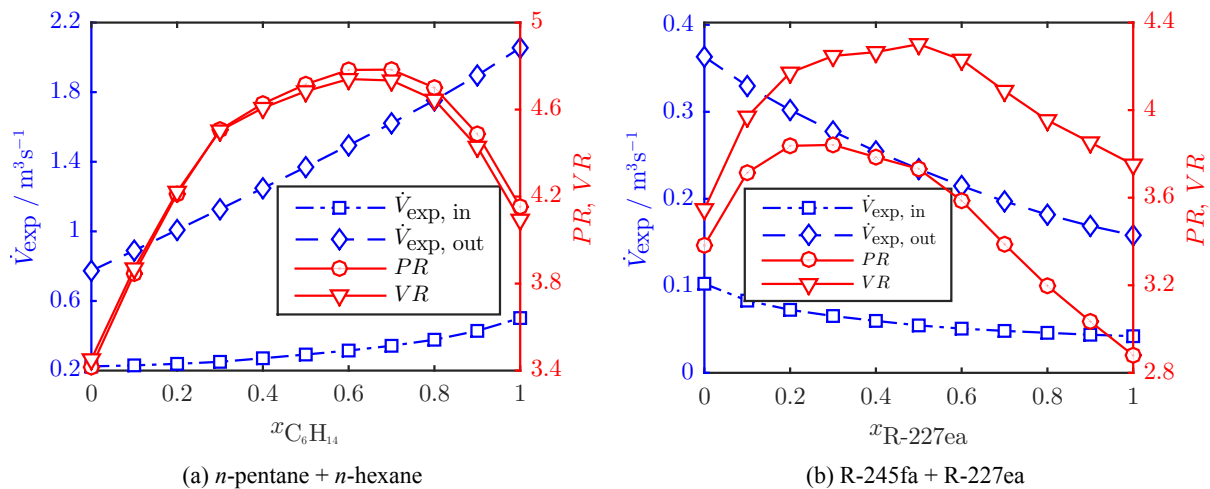 2.2
1.8
1.4
1
0.6
0.2
V̇exp / m³ s⁻¹
5
4.6
4.2
3.8
3.4
PR, VR
V̇exp, in
V̇exp, out
PR
VR
0 0.2 0.4 0.6 0.8 1
xC₆H₁₄
(a) n-pentane + n-hexane
0.4
0.3
0.2
0.1
0
V̇exp / m³ s⁻¹
4.4
4
3.6
3.2
2.8
PR, VR
V̇exp, in
V̇exp, out
PR
VR
0 0.2 0.4 0.6 0.8 1
xR-227ea
(b) R-245fa + R-227ea